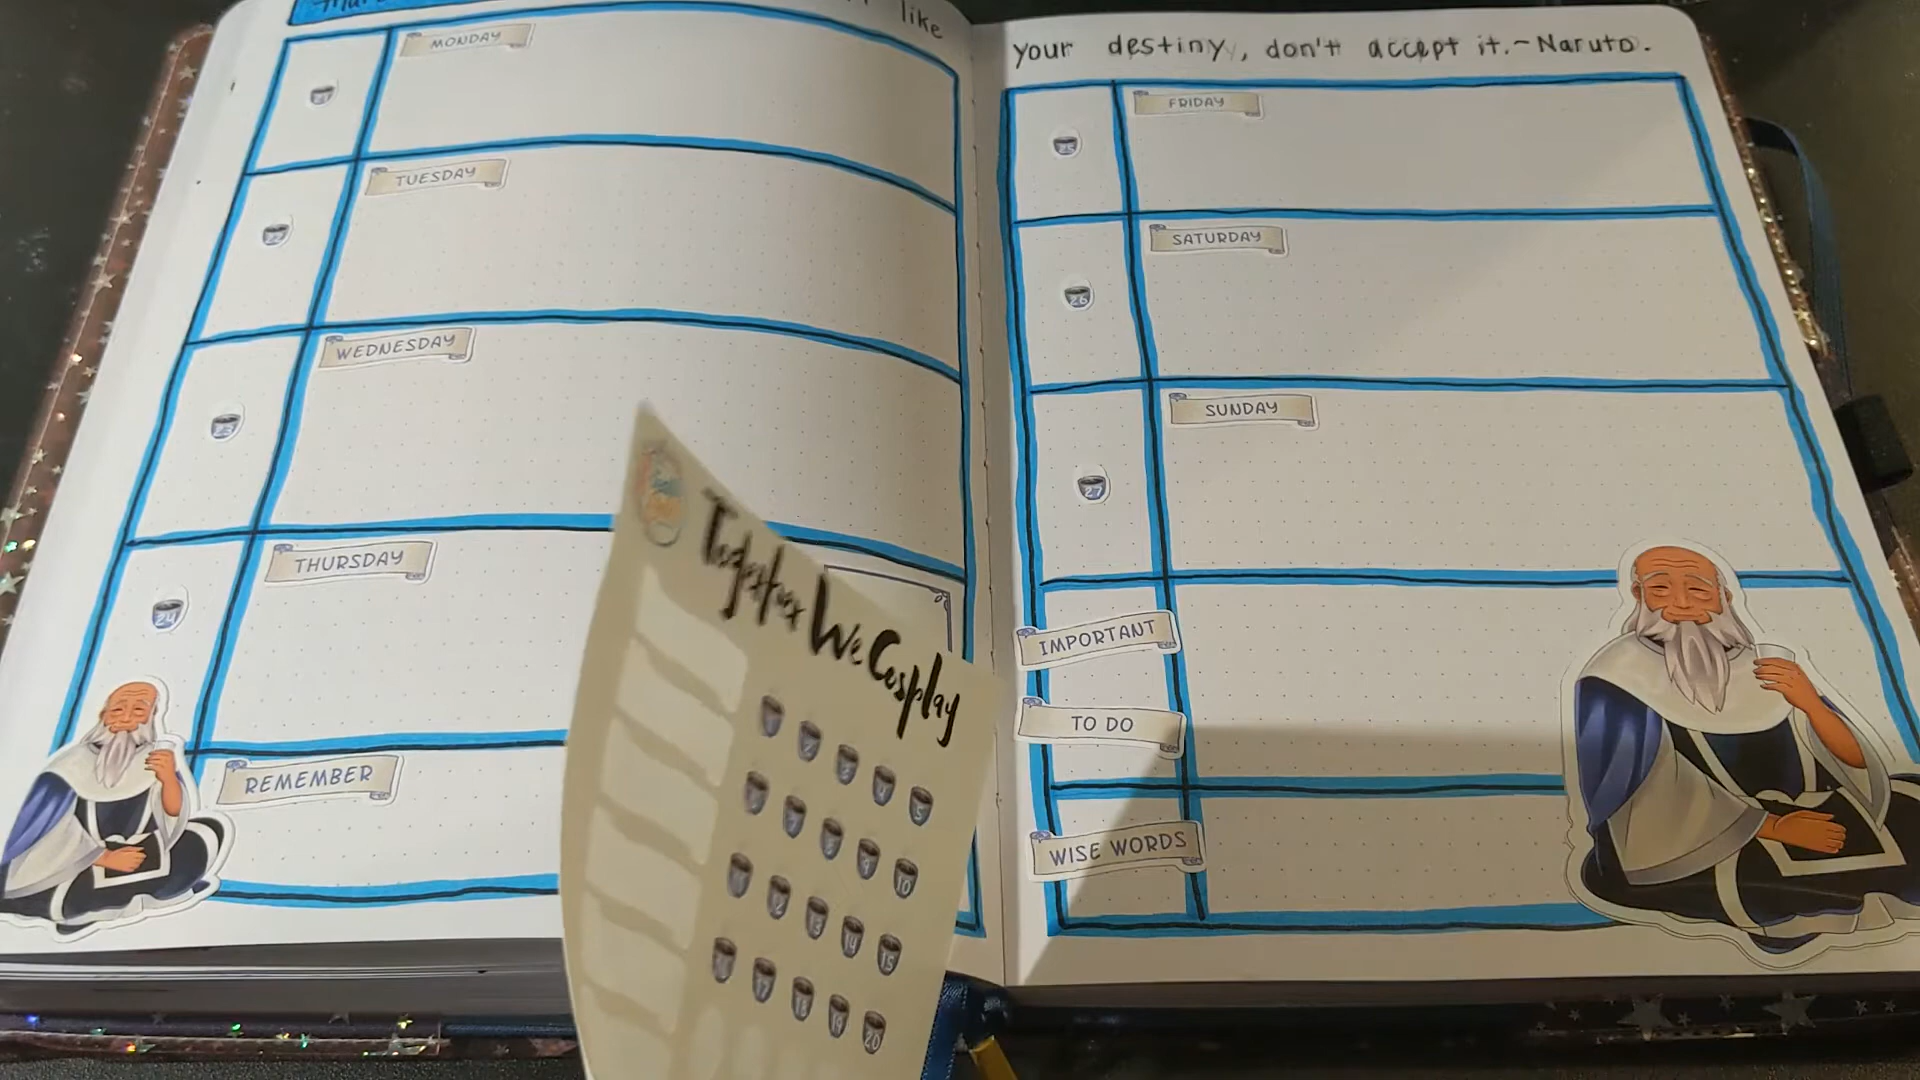 like
MONDAY
21
TUESDAY
22
WEDNESDAY
23
THURSDAY
24
REMEMBER
your destiny, don't accept it.-Naruto.
FRIDAY
25
SATURDAY
26
SUNDAY
27
IMPORTANT
TO DO
WISE WORDS
Together We Cosplay
1 2 3 4 5
6 7 8 9 10
11 12 13 14 15
16 17 18 19 20